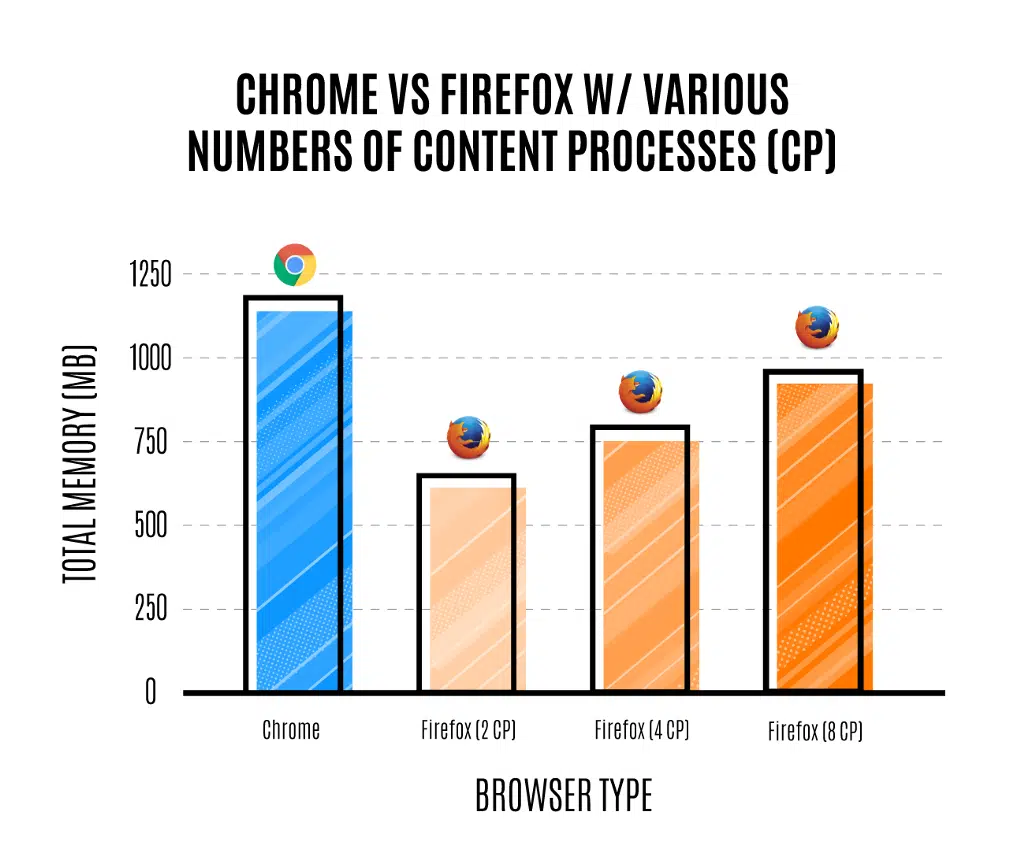 CHROME VS FIREFOX W/ VARIOUS
NUMBERS OF CONTENT PROCESSES (CP)
TOTAL MEMORY (MB)
1250
1000
750
500
250
0
Chrome
Firefox (2 CP)
Firefox (4 CP)
Firefox (8 CP)
BROWSER TYPE